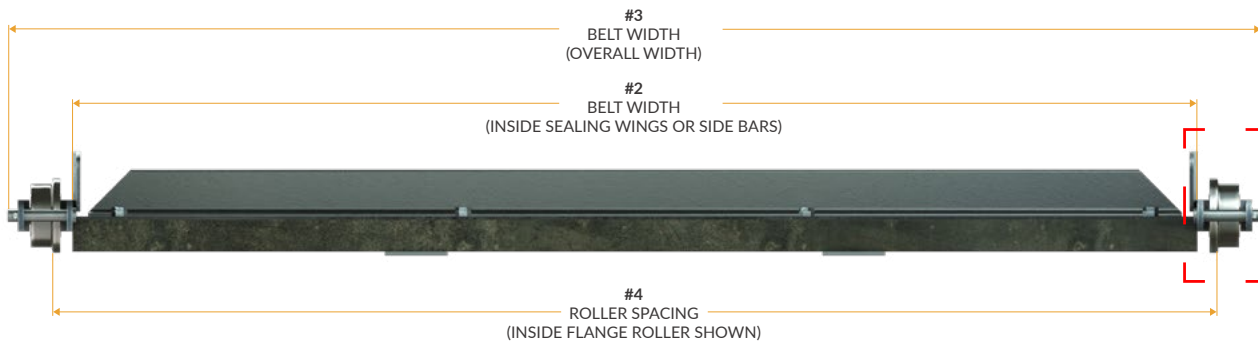 #3
BELT WIDTH
(OVERALL WIDTH)
#2
BELT WIDTH
(INSIDE SEALING WINGS OR SIDE BARS)
#4
ROLLER SPACING
(INSIDE FLANGE ROLLER SHOWN)